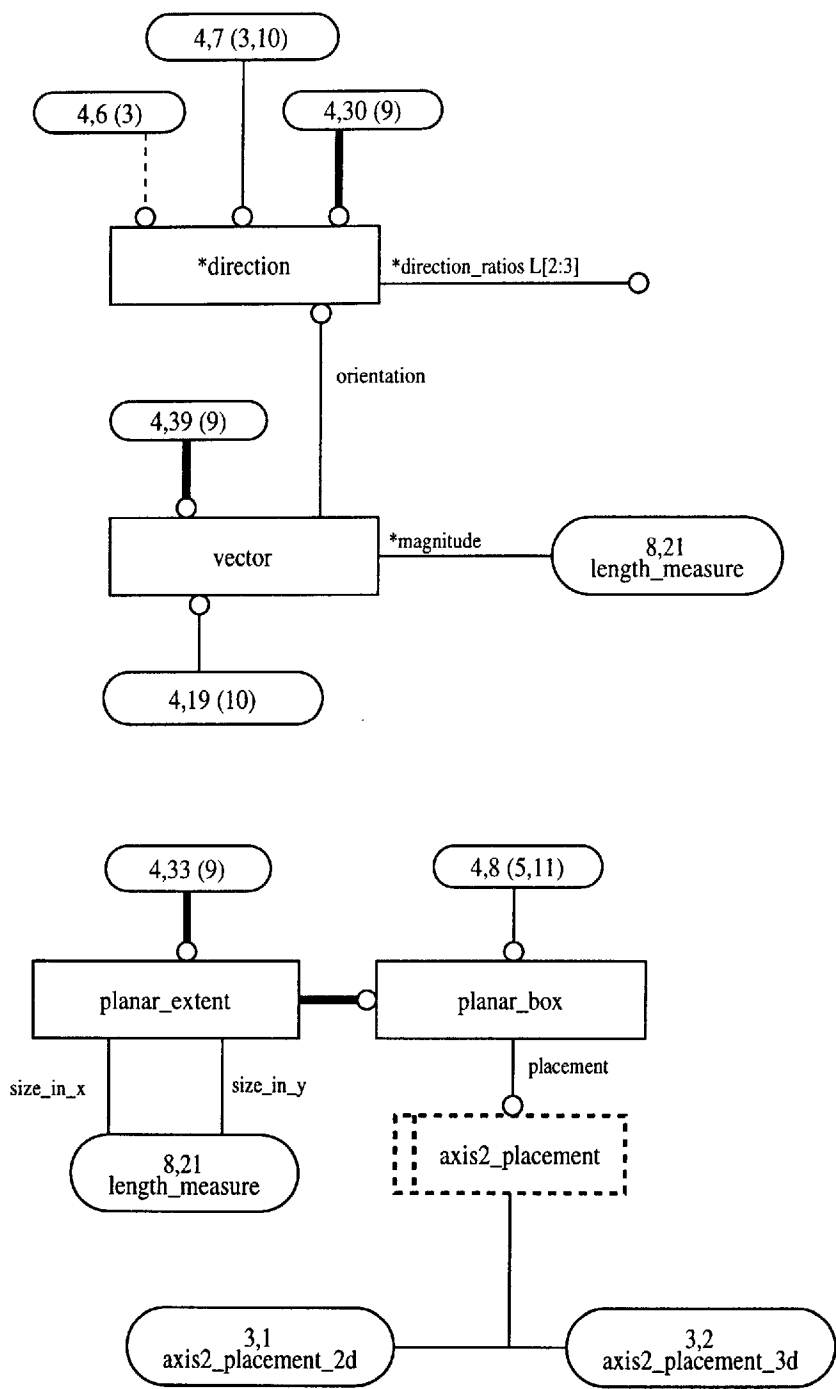 4,7 (3,10)
4,6 (3)
4,30 (9)
*direction
*direction_ratios L[2:3]
orientation
4,39 (9)
vector
*magnitude
8,21
length_measure
4,19 (10)
4,33 (9)
4,8 (5,11)
planar_extent
planar_box
size_in_x
size_in_y
placement
8,21
length_measure
axis2_placement
3,1
axis2_placement_2d
3,2
axis2_placement_3d